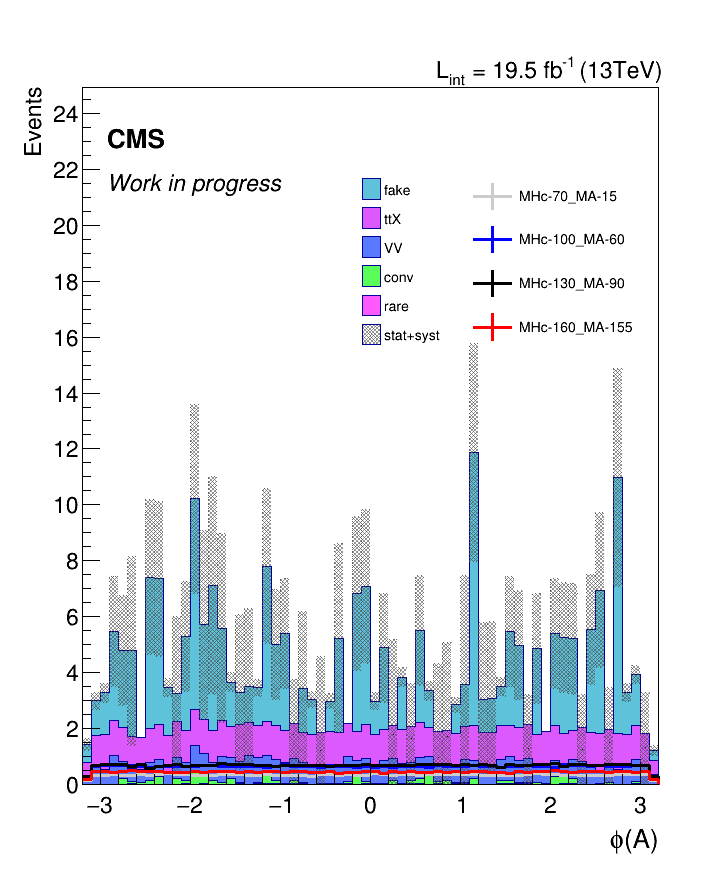 L_int = 19.5 fb^-1 (13TeV)
Events
CMS
Work in progress
fake
ttX
VV
conv
rare
stat+syst
MHc-70_MA-15
MHc-100_MA-60
MHc-130_MA-90
MHc-160_MA-155
24
22
20
18
16
14
12
10
8
6
4
2
0
−3 −2 −1 0 1 2 3
ϕ(A)